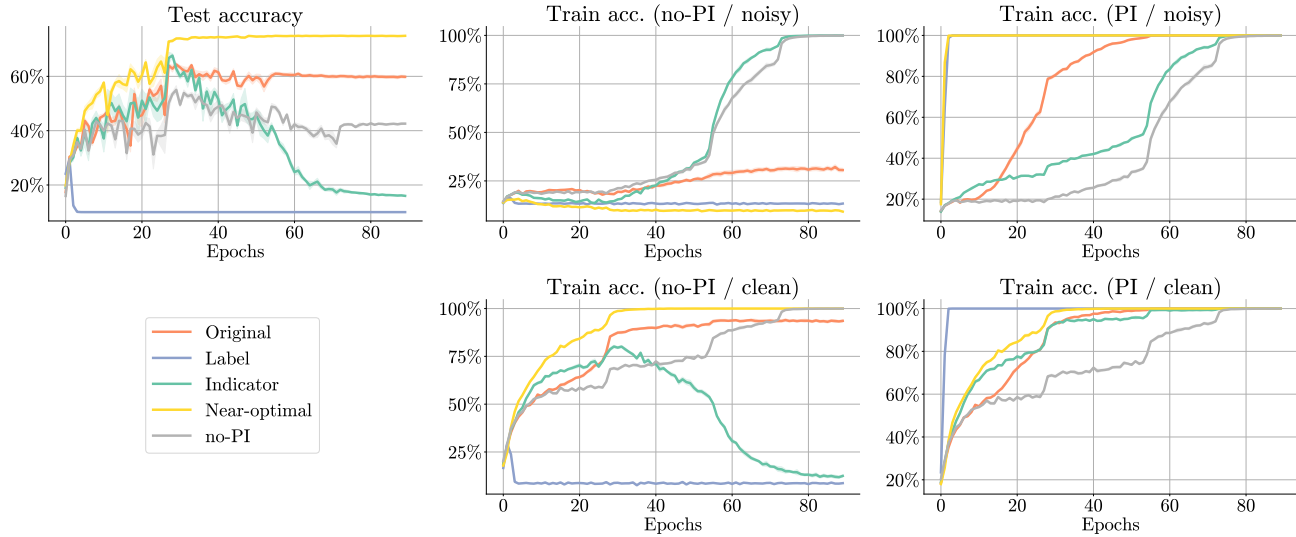 Test accuracy
60%
40%
20%
0 20 40 60 80
Epochs
Train acc. (no-PI / noisy)
100%
75%
50%
25%
0 20 40 60 80
Epochs
Train acc. (PI / noisy)
100%
80%
60%
40%
20%
0 20 40 60 80
Epochs
Original
Label
Indicator
Near-optimal
no-PI
Train acc. (no-PI / clean)
100%
75%
50%
25%
0 20 40 60 80
Epochs
Train acc. (PI / clean)
100%
80%
60%
40%
20%
0 20 40 60 80
Epochs